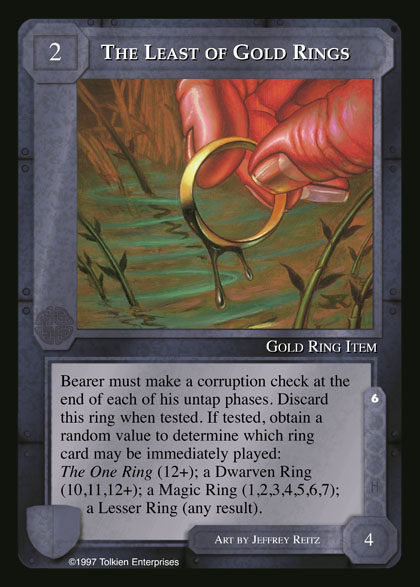 2
The Least of Gold Rings
Gold Ring Item
Bearer must make a corruption check at the
end of each of his untap phases. Discard
this ring when tested. If tested, obtain a
random value to determine which ring
card may be immediately played:
The One Ring (12+); a Dwarven Ring
(10,11,12+); a Magic Ring (1,2,3,4,5,6,7);
a Lesser Ring (any result).
6
H
Art by Jeffrey Reitz
4
©1997 Tolkien Enterprises